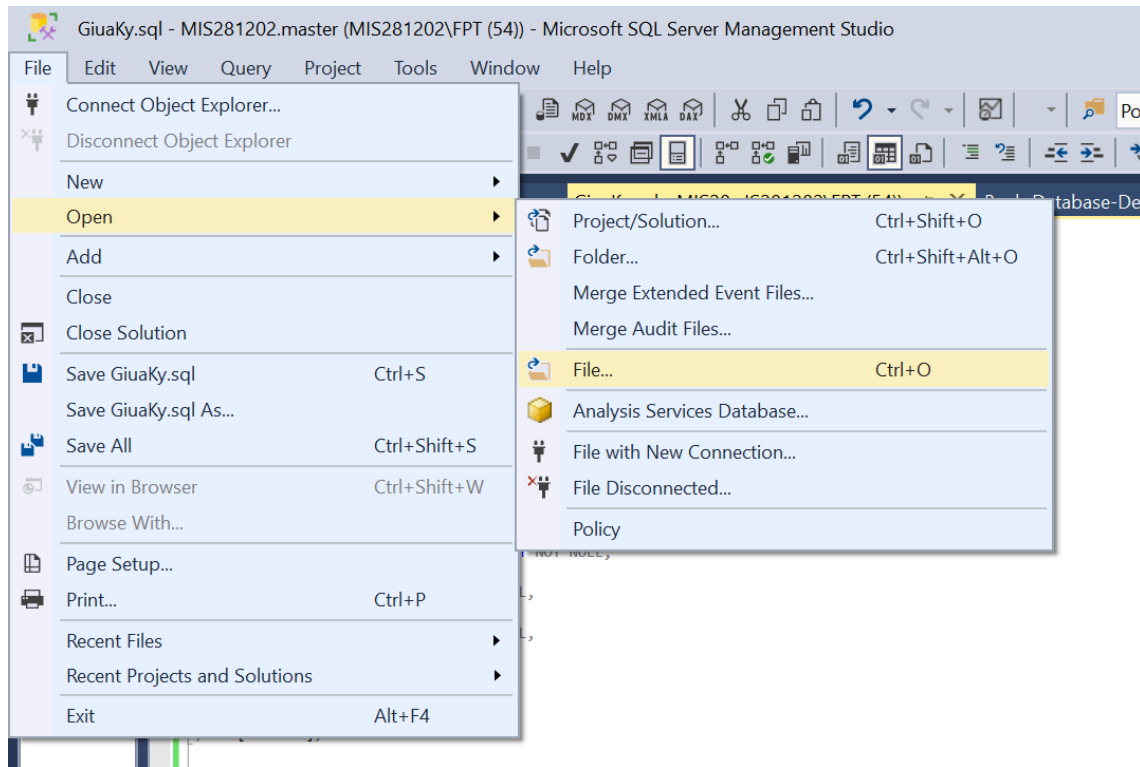 GiuaKy.sql - MIS281202.master (MIS281202\FPT (54)) - Microsoft SQL Server Management Studio
File Edit View Query Project Tools Window Help
Connect Object Explorer...
Disconnect Object Explorer
New
Open
Add
Close
Close Solution
Save GiuaKy.sql Ctrl+S
Save GiuaKy.sql As...
Save All Ctrl+Shift+S
View in Browser Ctrl+Shift+W
Browse With...
Page Setup...
Print... Ctrl+P
Recent Files
Recent Projects and Solutions
Exit Alt+F4
MDX DMX XMLA DAX Po
tabase-De
Project/Solution... Ctrl+Shift+O
Folder... Ctrl+Shift+Alt+O
Merge Extended Event Files...
Merge Audit Files...
File... Ctrl+O
Analysis Services Database...
File with New Connection...
File Disconnected...
Policy
NOT NULL,
L,
L,